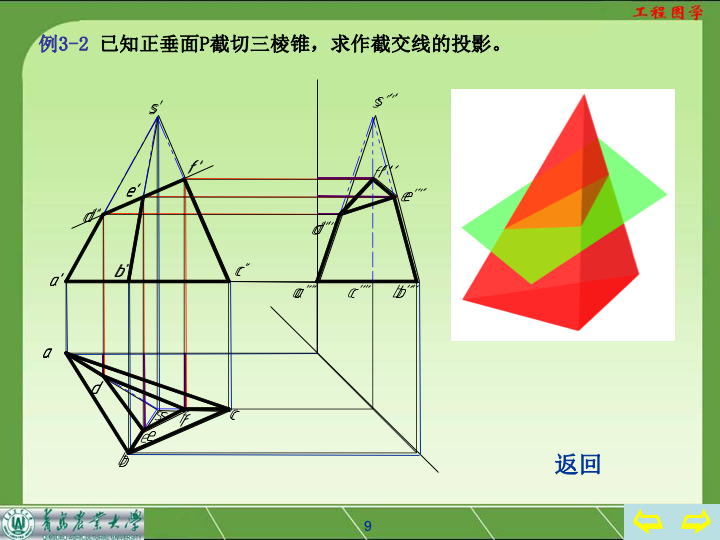 工程图学
例3-2 已知正垂面P截切三棱锥，求作截交线的投影。
s' s"
f' f"
e' e"
d' d"
a' b' c' a" c" b"
a
d
s f c
e
b
返回
青岛农业大学
9